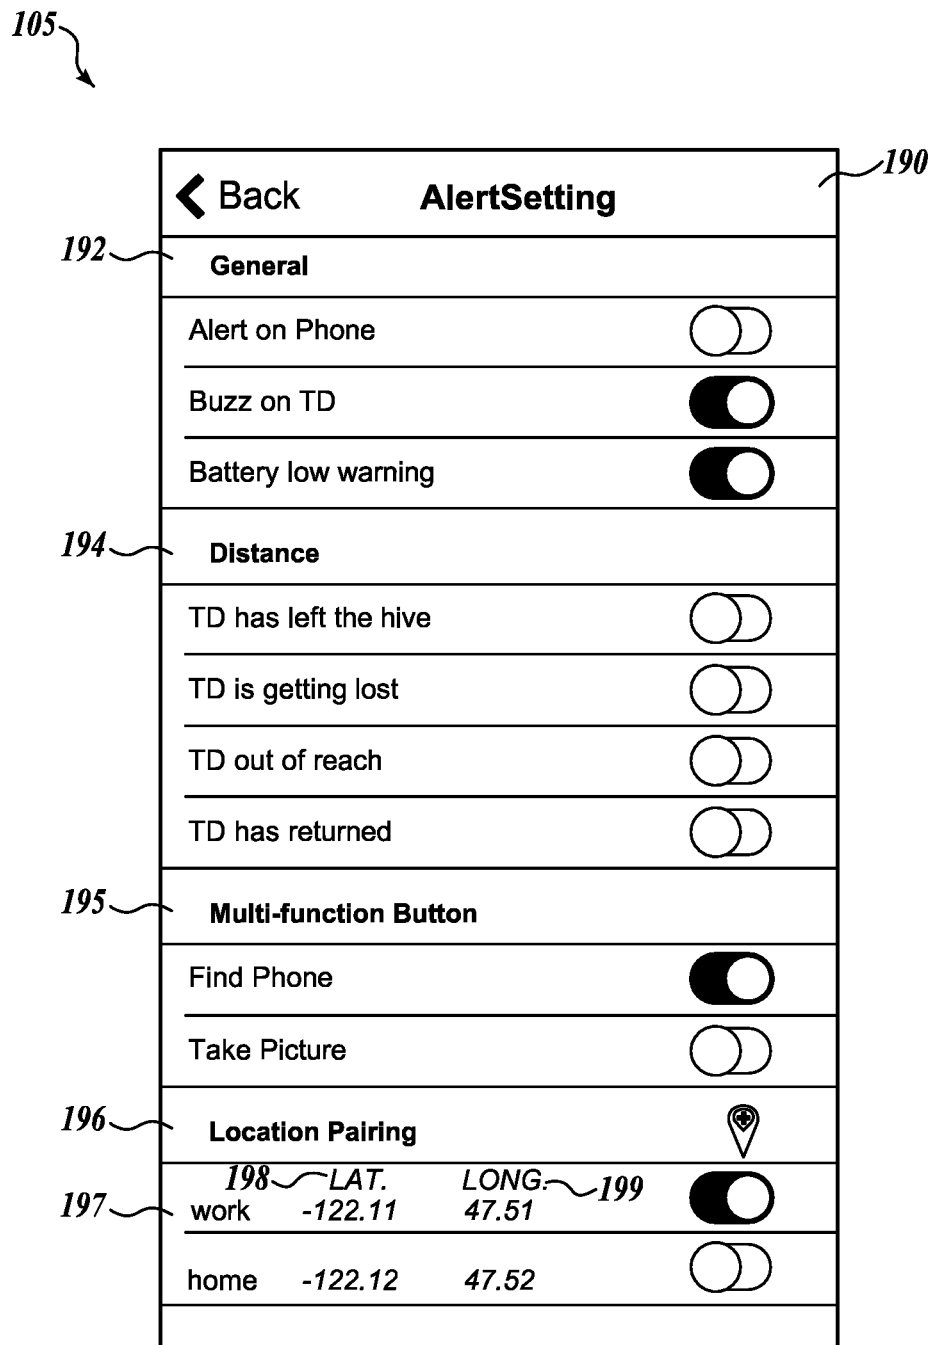 105
190
Back AlertSetting
192 General
Alert on Phone
Buzz on TD
Battery low warning
194 Distance
TD has left the hive
TD is getting lost
TD out of reach
TD has returned
195 Multi-function Button
Find Phone
Take Picture
196 Location Pairing
198 LAT. LONG. 199
197 work -122.11 47.51
home -122.12 47.52